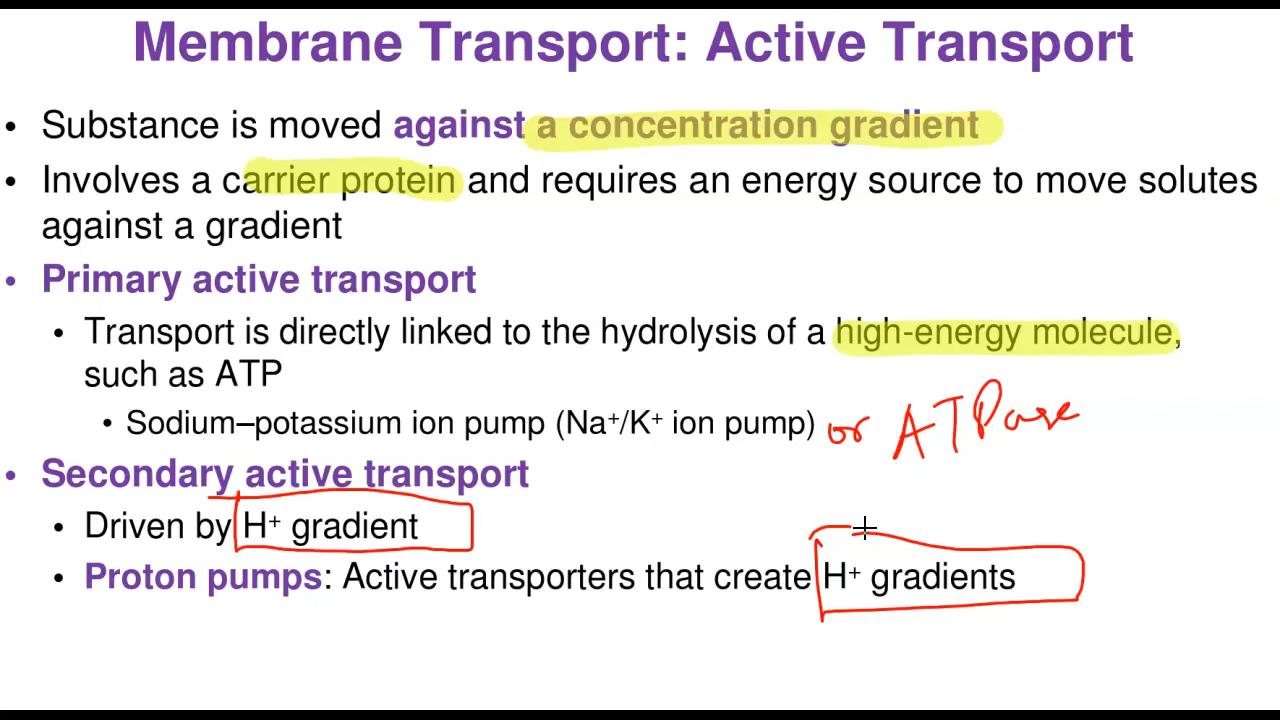 Membrane Transport: Active Transport
• Substance is moved against a concentration gradient
• Involves a carrier protein and requires an energy source to move solutes
against a gradient
• Primary active transport
• Transport is directly linked to the hydrolysis of a high-energy molecule,
such as ATP
• Sodium–potassium ion pump (Na⁺/K⁺ ion pump) or ATPase
• Secondary active transport
• Driven by H⁺ gradient
• Proton pumps: Active transporters that create H⁺ gradients